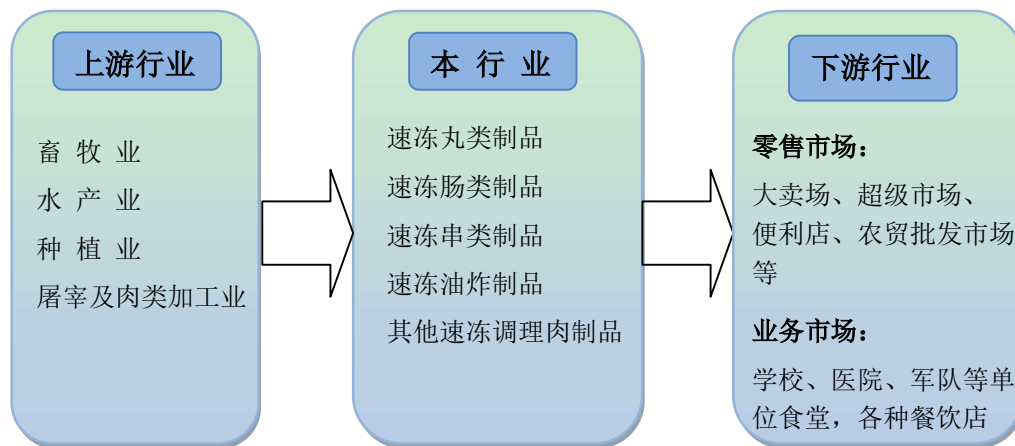 上游行业
畜 牧 业
水 产 业
种 植 业
屠宰及肉类加工业
本 行 业
速冻丸类制品
速冻肠类制品
速冻串类制品
速冻油炸制品
其他速冻调理肉制品
下游行业
零售市场：
大卖场、超级市场、
便利店、农贸批发市场
等
业务市场：
学校、医院、军队等单
位食堂，各种餐饮店